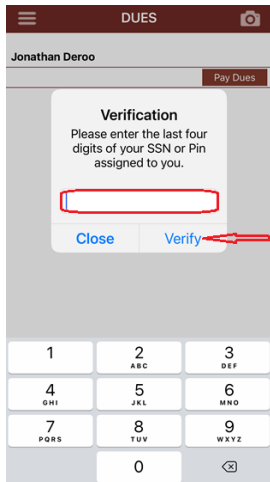 DUES
Jonathan Deroo
Pay Dues
Verification
Please enter the last four
digits of your SSN or Pin
assigned to you.
Close Verify
1 2 3
ABC DEF
4 5 6
GHI JKL MNO
7 8 9
PQRS TUV WXYZ
0